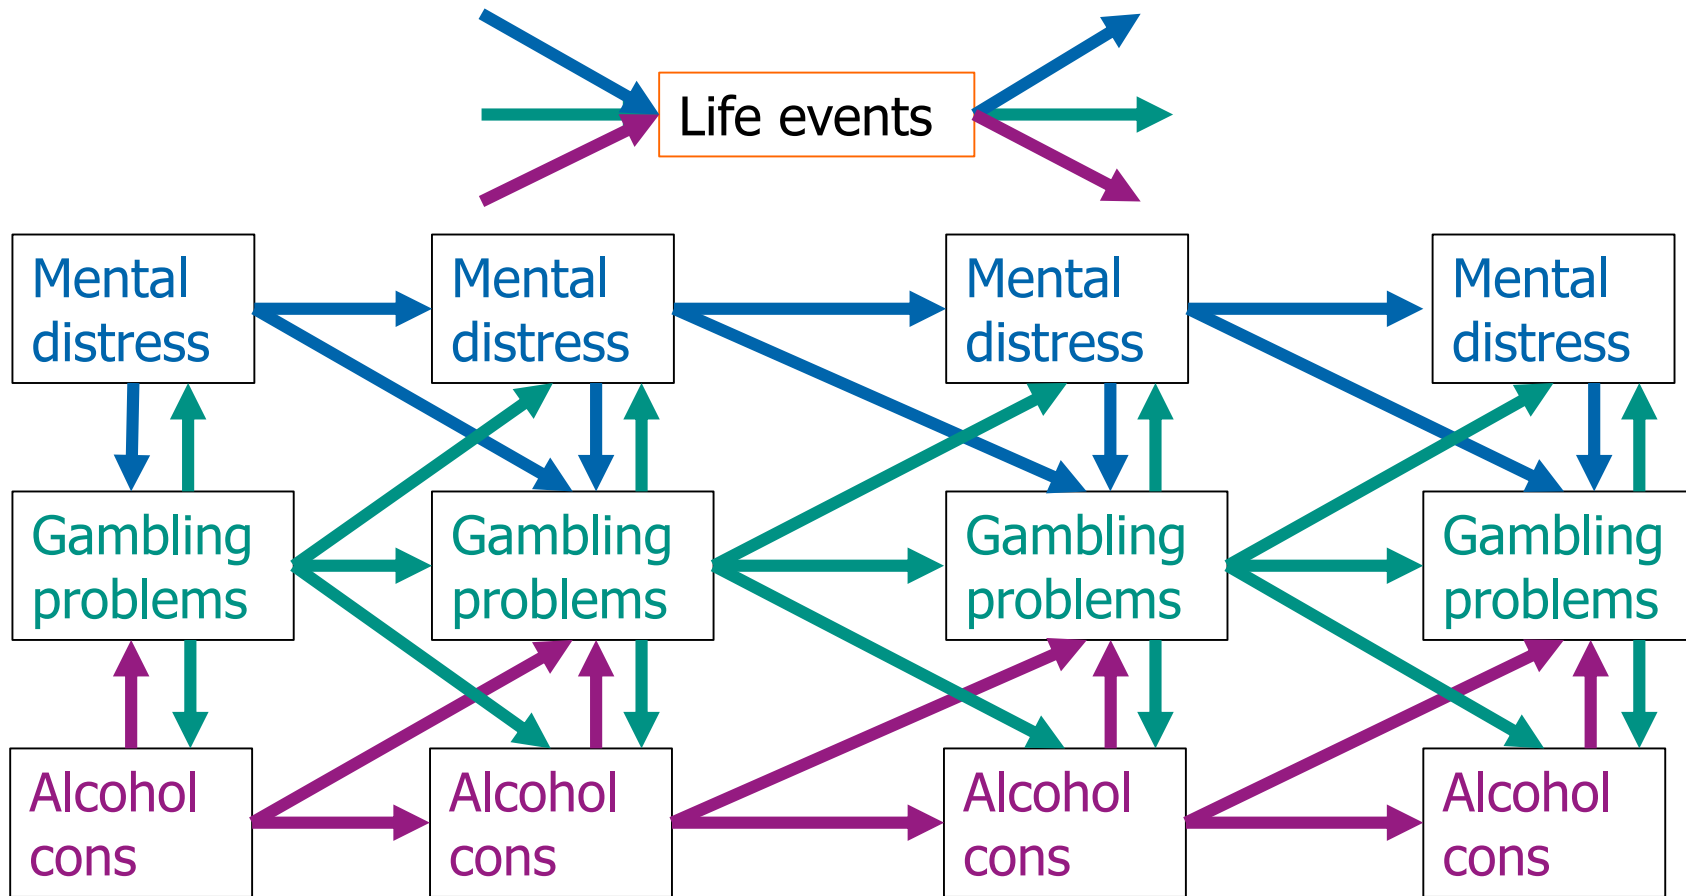 Life events
Mental
distress
Mental
distress
Mental
distress
Mental
distress
Gambling
problems
Gambling
problems
Gambling
problems
Gambling
problems
Alcohol
cons
Alcohol
cons
Alcohol
cons
Alcohol
cons